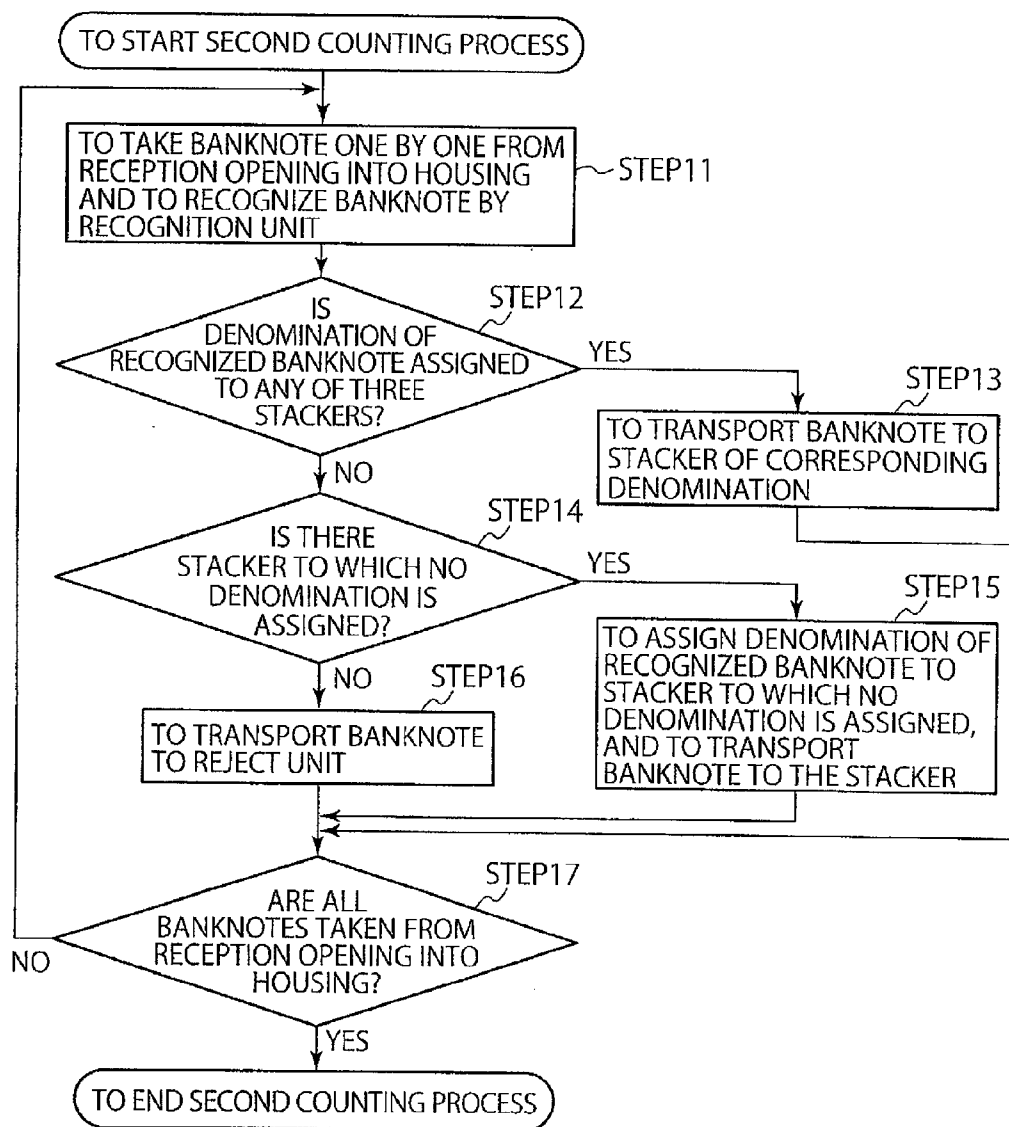 TO START SECOND COUNTING PROCESS
TO TAKE BANKNOTE ONE BY ONE FROM
RECEPTION OPENING INTO HOUSING
AND TO RECOGNIZE BANKNOTE BY
RECOGNITION UNIT
STEP11
IS
DENOMINATION OF
RECOGNIZED BANKNOTE ASSIGNED
TO ANY OF THREE
STACKERS?
STEP12
YES
STEP13
TO TRANSPORT BANKNOTE TO
STACKER OF CORRESPONDING
DENOMINATION
NO
STEP14
IS THERE
STACKER TO WHICH NO
DENOMINATION IS
ASSIGNED?
YES
STEP15
TO ASSIGN DENOMINATION OF
RECOGNIZED BANKNOTE TO
STACKER TO WHICH NO
DENOMINATION IS ASSIGNED,
AND TO TRANSPORT
BANKNOTE TO THE STACKER
NO
STEP16
TO TRANSPORT BANKNOTE
TO REJECT UNIT
STEP17
ARE ALL
BANKNOTES TAKEN FROM
RECEPTION OPENING INTO
HOUSING?
NO
YES
TO END SECOND COUNTING PROCESS